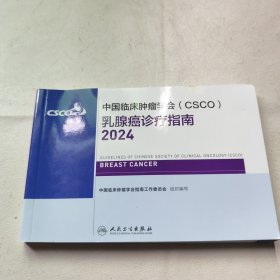 CSCO
中国临床肿瘤学会（CSCO）
乳腺癌诊疗指南
2024
GUIDELINES OF CHINESE SOCIETY OF CLINICAL ONCOLOGY (CSCO)
BREAST CANCER
中国临床肿瘤学会指南工作委员会 组织编写
人民卫生出版社